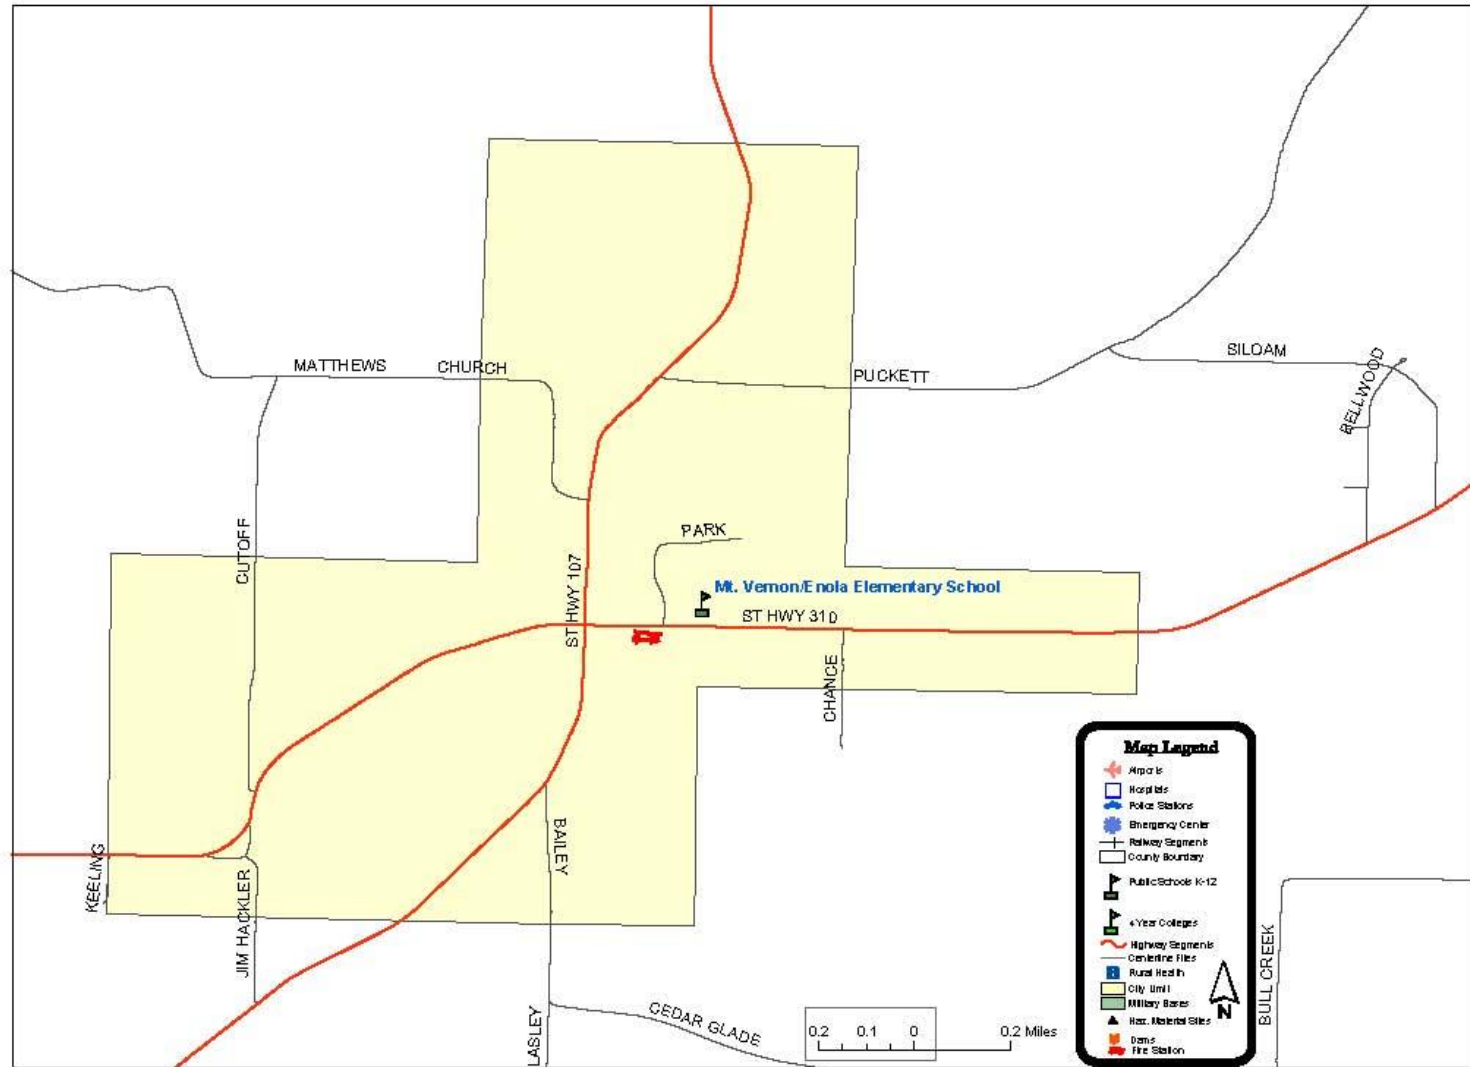 MATTHEWS CHURCH
PUCKETT
SILOAM
BELLWOOD
CUTOFF
PARK
ST HWY 107
Mt. Vernon/Enola Elementary School
ST HWY 310
CHANCE
KEELING
JIM HACKLER
BAILEY
LASLEY
CEDAR GLADE
BULL CREEK
0.2 0.1 0 0.2 Miles
Map Legend
Airports
Hospitals
Police Stations
Emergency Center
Railway Segments
County Boundary
Public Schools K-12
4 Year Colleges
Highway Segments
Centerline Files
Rural Health
City Limit
Military Bases
Haz. Material Sites
Dams
Fire Station
N